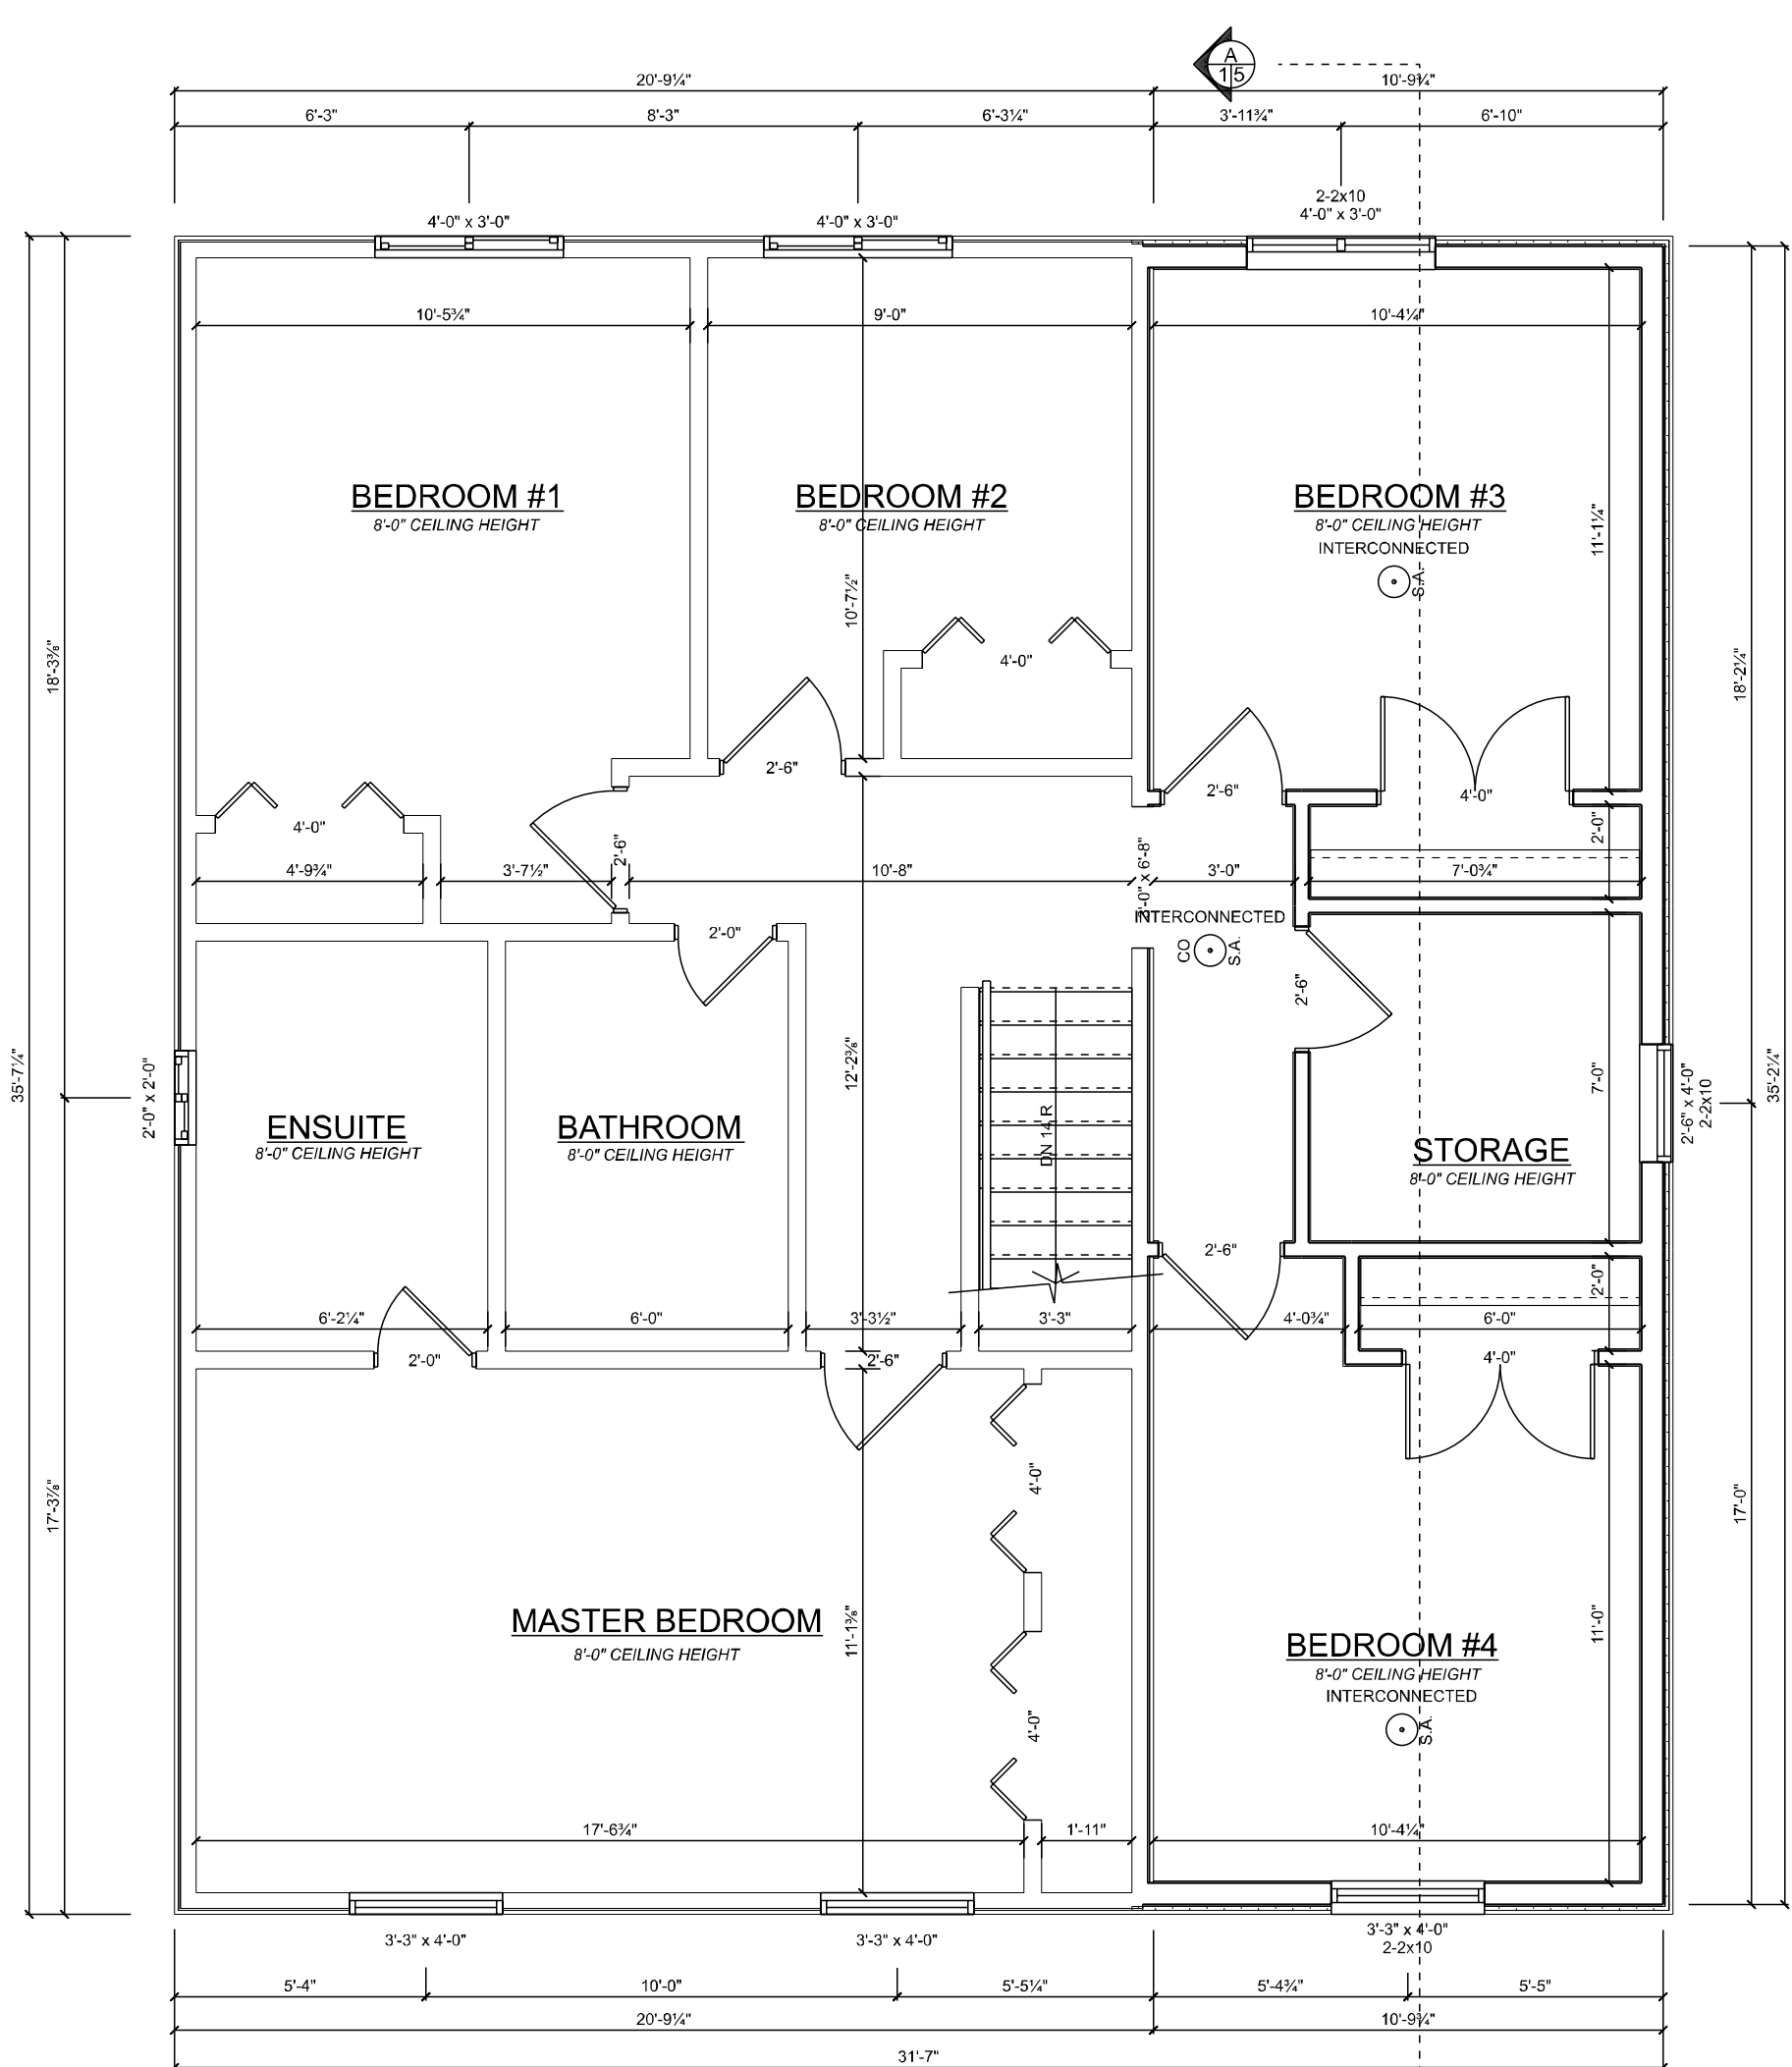 A
15
20'-9¼"
10'-9¾"
6'-3"
8'-3"
6'-3¼"
3'-11¾"
6'-10"
2-2x10
4'-0" x 3'-0"
4'-0" x 3'-0"
4'-0" x 3'-0"
10'-5¾"
9'-0"
10'-4¼"
BEDROOM #1
8'-0" CEILING HEIGHT
BEDROOM #2
8'-0" CEILING HEIGHT
BEDROOM #3
8'-0" CEILING HEIGHT
INTERCONNECTED
S.A.
11'-1¼"
10'-7½"
18'-3⅜"
18'-2¼"
4'-0"
2'-6"
2'-6"
4'-0"
4'-0"
2'-6"
2'-0"
4'-9¾"
3'-7½"
10'-8"
2'-0" x 6'-8"
3'-0"
7'-0¾"
INTERCONNECTED
CO
S.A.
2'-0"
2'-6"
35'-7¼"
2'-0" x 2'-0"
12'-2⅜"
DN 14 R
7'-0"
2'-6" x 4'-0"
2-2x10
35'-2¼"
ENSUITE
8'-0" CEILING HEIGHT
BATHROOM
8'-0" CEILING HEIGHT
STORAGE
8'-0" CEILING HEIGHT
2'-6"
2'-0"
6'-2¼"
6'-0"
3'-3½"
3'-3"
4'-0¾"
6'-0"
2'-0"
2'-6"
4'-0"
4'-0"
17'-3⅞"
17'-0"
MASTER BEDROOM
8'-0" CEILING HEIGHT
11'-1⅜"
11'-0"
BEDROOM #4
8'-0" CEILING HEIGHT
INTERCONNECTED
S.A.
4'-0"
17'-6¾"
1'-11"
10'-4¼"
3'-3" x 4'-0"
3'-3" x 4'-0"
3'-3" x 4'-0"
2-2x10
5'-4"
10'-0"
5'-5¼"
5'-4¾"
5'-5"
20'-9¼"
10'-9¾"
31'-7"